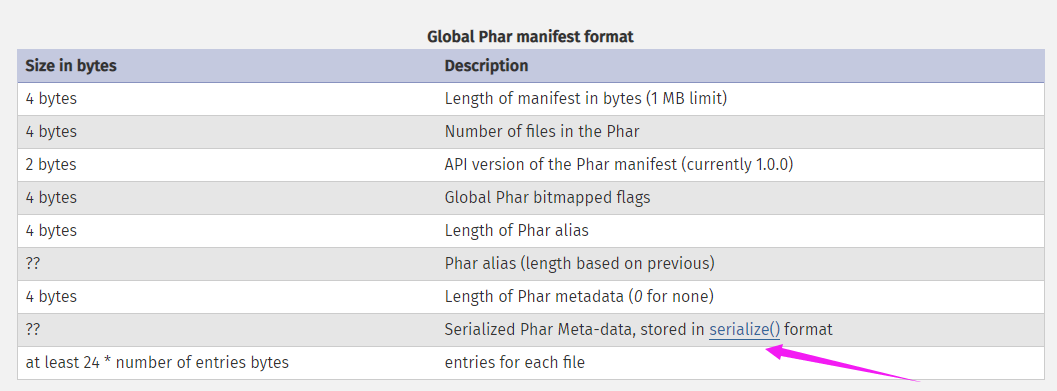 Global Phar manifest format
Size in bytes Description
4 bytes Length of manifest in bytes (1 MB limit)
4 bytes Number of files in the Phar
2 bytes API version of the Phar manifest (currently 1.0.0)
4 bytes Global Phar bitmapped flags
4 bytes Length of Phar alias
?? Phar alias (length based on previous)
4 bytes Length of Phar metadata (0 for none)
?? Serialized Phar Meta-data, stored in serialize() format
at least 24 * number of entries bytes entries for each file